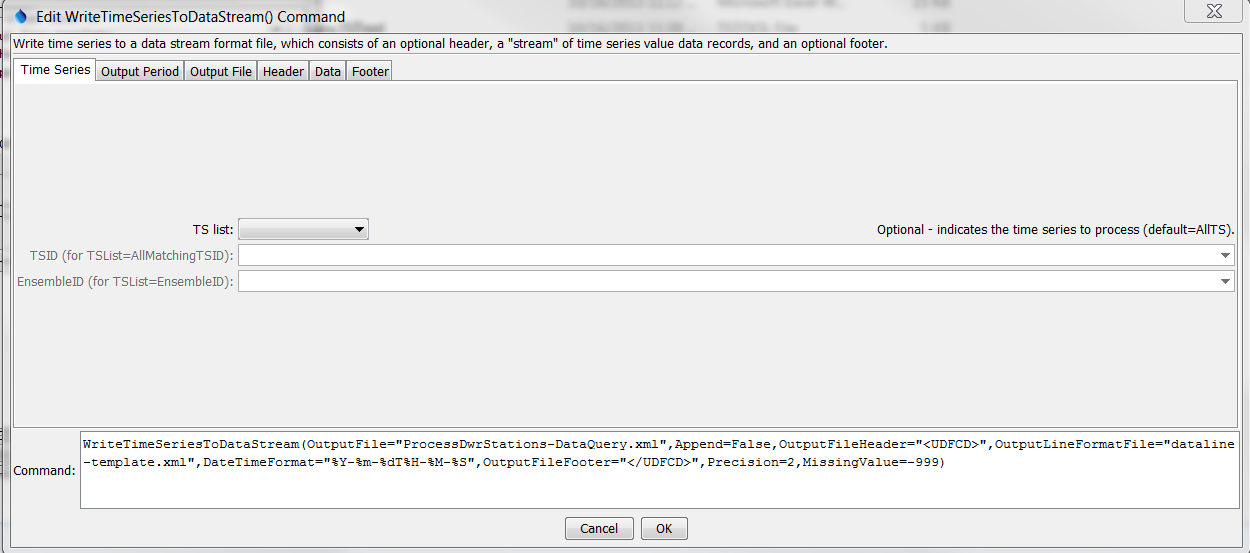 Edit WriteTimeSeriesToDataStream() Command
Write time series to a data stream format file, which consists of an optional header, a "stream" of time series value data records, and an optional footer.
Time Series Output Period Output File Header Data Footer
TS list: Optional - indicates the time series to process (default=AllTS).
TSID (for TSList=AllMatchingTSID):
EnsembleID (for TSList=EnsembleID):
Command: WriteTimeSeriesToDataStream(OutputFile="ProcessDwrStations-DataQuery.xml",Append=False,OutputFileHeader="<UDFCD>",OutputLineFormatFile="dataline
-template.xml",DateTimeFormat="%Y-%m-%dT%H-%M-%S",OutputFileFooter="</UDFCD>",Precision=2,MissingValue=-999)
Cancel OK